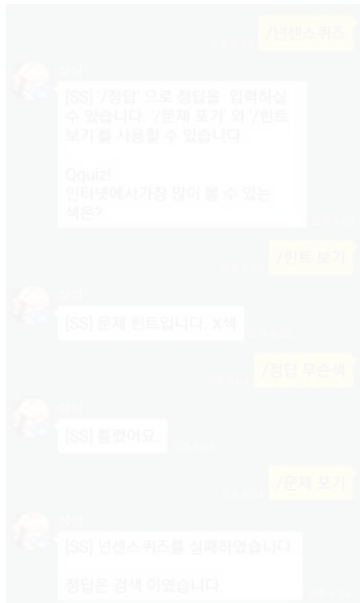 /넌센스퀴즈
[SS] '/정답' 으로 정답을 입력하실
수 있습니다. '/문제 포기' 와 '/힌트
보기'를 사용할 수 있습니다.
Qquiz!
인터넷에서가장 많이 볼 수 있는
색은?
/힌트 보기
[SS] 문제 힌트입니다, X색
/정답 무슨색
[SS] 틀렸어요.
/문제 포기
[SS] 넌센스퀴즈를 실패하였습니다.
정답은 검색 이였습니다.